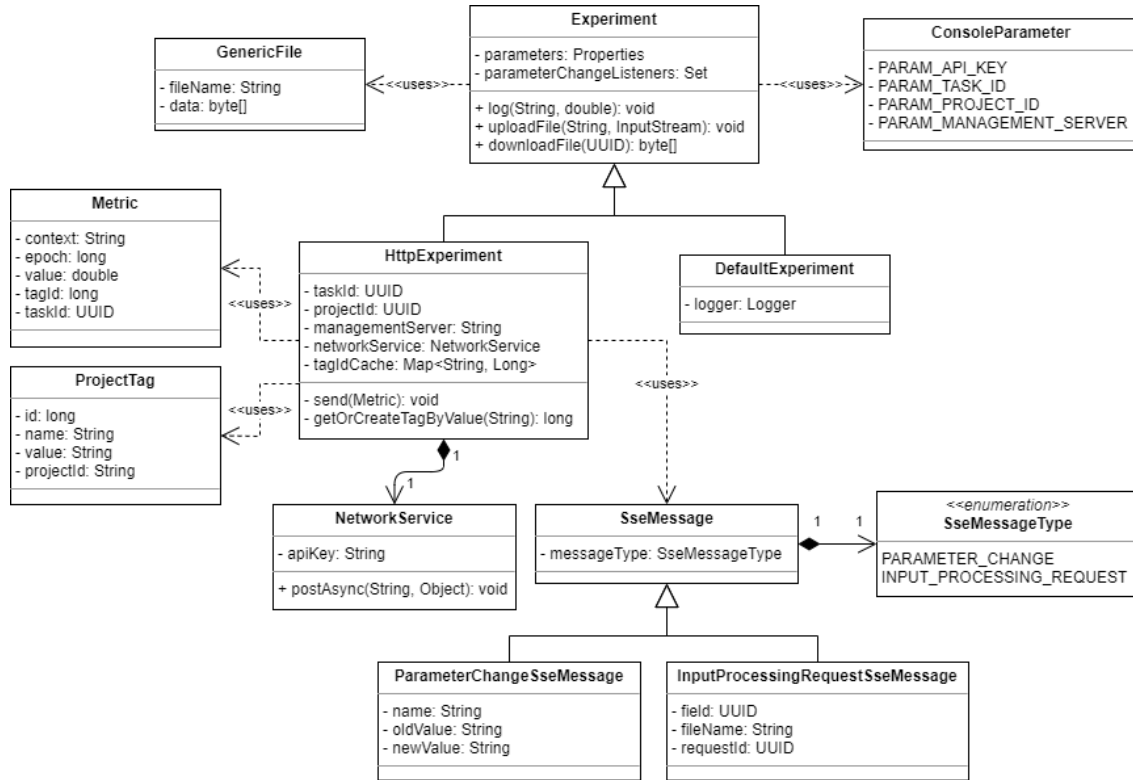 Experiment
- parameters: Properties
- parameterChangeListeners: Set
+ log(String, double): void
+ uploadFile(String, InputStream): void
+ downloadFile(UUID): byte[]
GenericFile
- fileName: String
- data: byte[]
<<uses>>
<<uses>>
ConsoleParameter
- PARAM_API_KEY
- PARAM_TASK_ID
- PARAM_PROJECT_ID
- PARAM_MANAGEMENT_SERVER
Metric
- context: String
- epoch: long
- value: double
- tagId: long
- taskId: UUID
<<uses>>
HttpExperiment
- taskId: UUID
- projectId: UUID
- managementServer: String
- networkService: NetworkService
- tagIdCache: Map<String, Long>
+ send(Metric): void
+ getOrCreateTagByValue(String): long
DefaultExperiment
- logger: Logger
ProjectTag
- id: long
- name: String
- value: String
- projectId: String
<<uses>>
<<uses>>
1
1
NetworkService
- apiKey: String
+ postAsync(String, Object): void
SseMessage
- messageType: SseMessageType
1
1
<<enumeration>>
SseMessageType
PARAMETER_CHANGE
INPUT_PROCESSING_REQUEST
ParameterChangeSseMessage
- name: String
- oldValue: String
- newValue: String
InputProcessingRequestSseMessage
- field: UUID
- fileName: String
- requestId: UUID